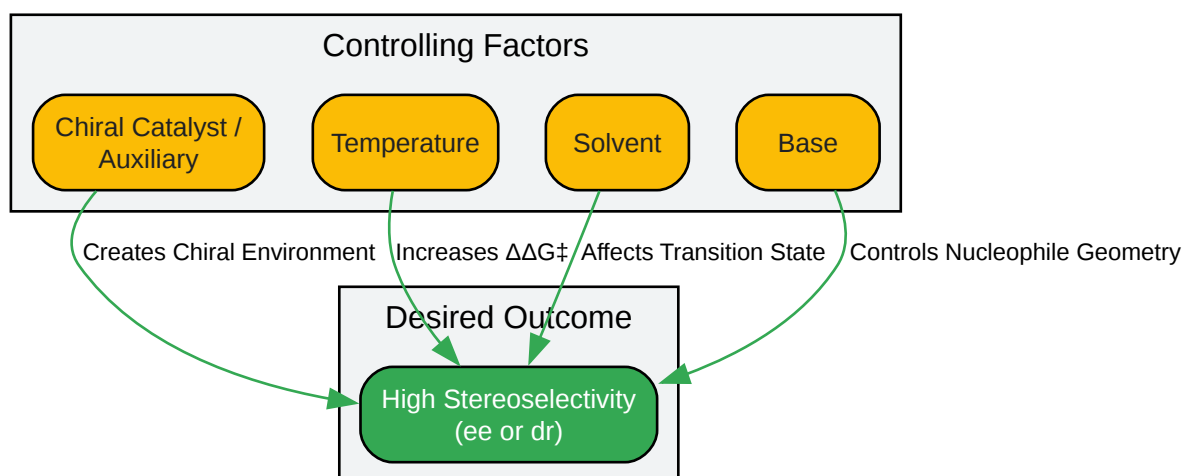 Controlling Factors
Chiral Catalyst /
Auxiliary
Temperature
Solvent
Base
Creates Chiral Environment
Increases ΔΔG‡
Affects Transition State
Controls Nucleophile Geometry
Desired Outcome
High Stereoselectivity
(ee or dr)